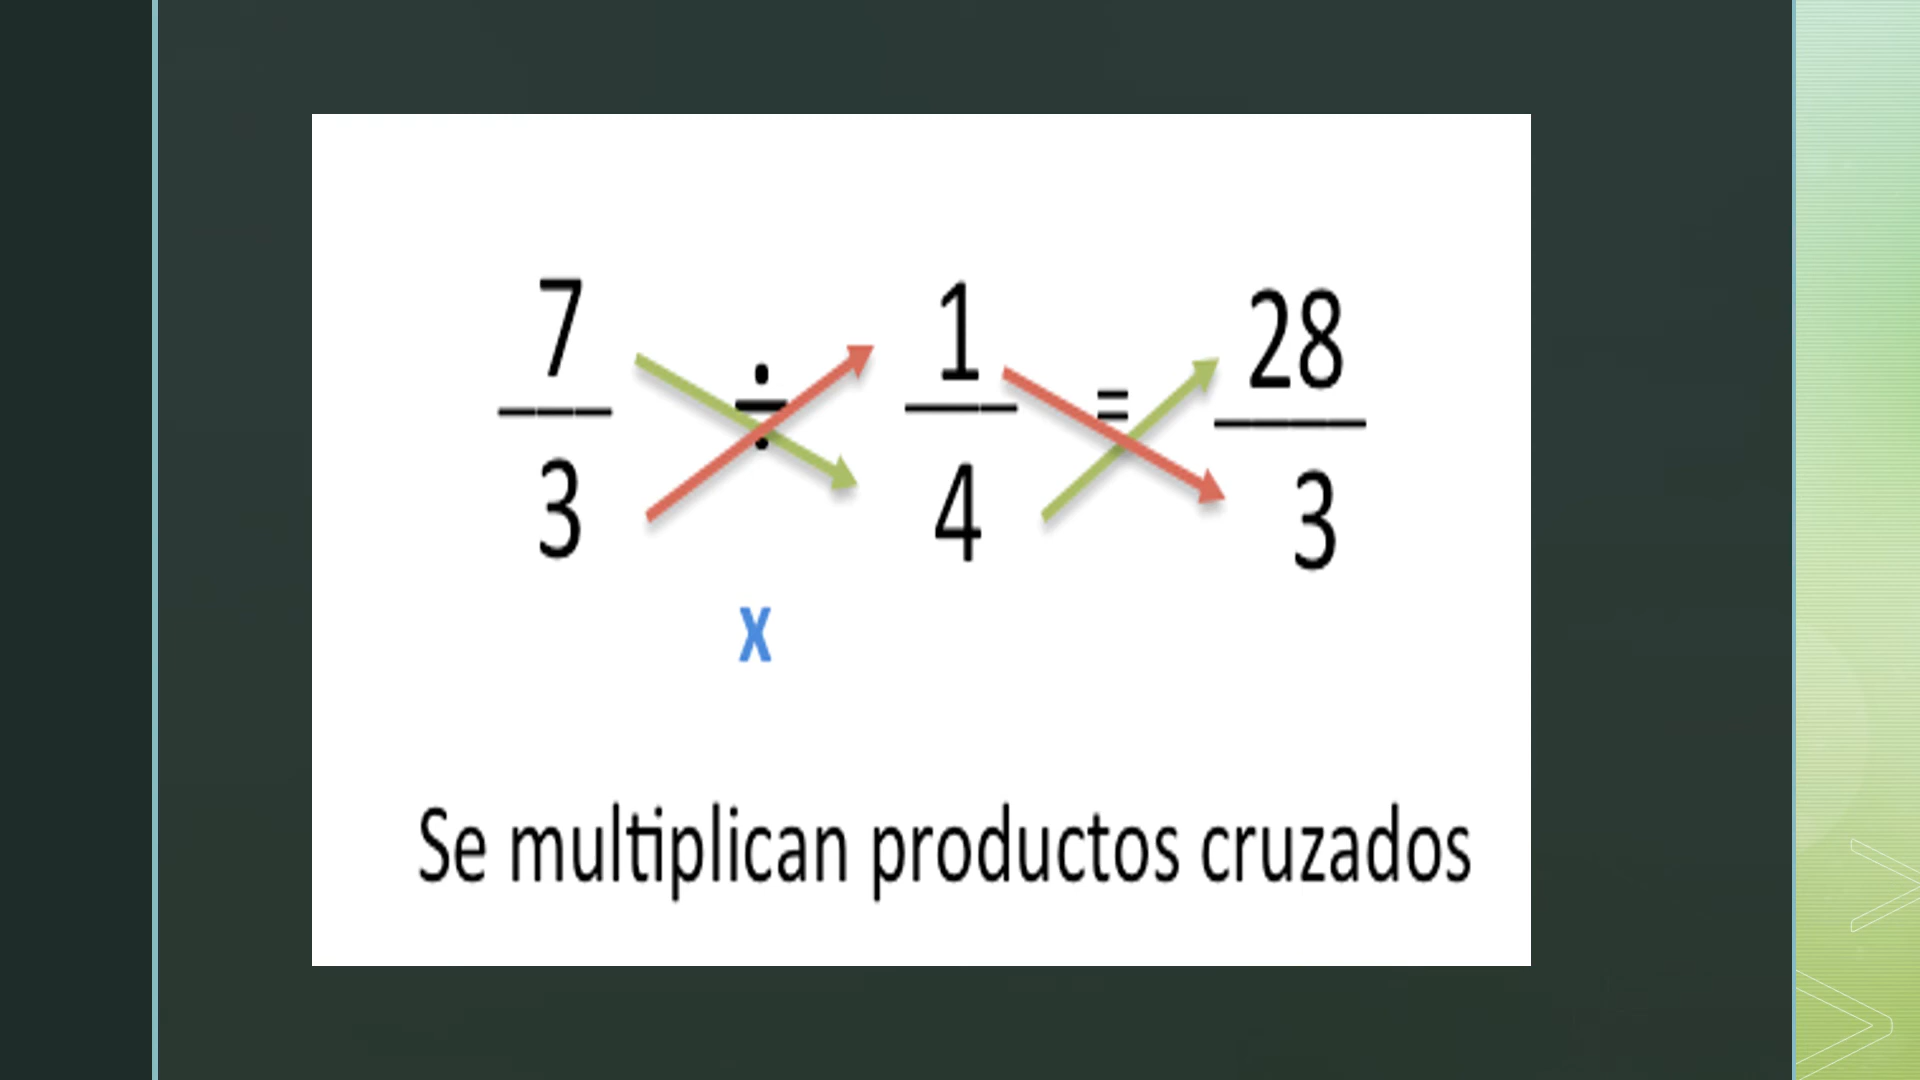 7 ÷ 1 = 28
3 4 3
x
Se multiplican productos cruzados